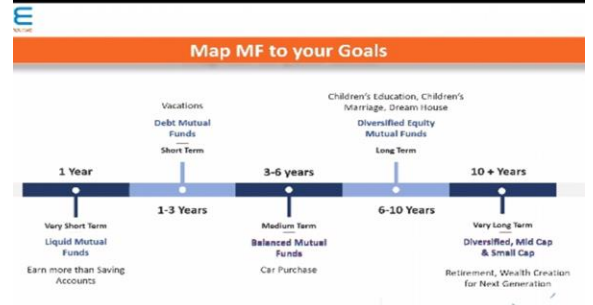 Map MF to your Goals
Vacations
Debt Mutual
Funds
Short Term
Children's Education, Children's
Marriage, Dream House
Diversified Equity
Mutual Funds
Long Term
1 Year
3-6 years
10 + Years
1-3 Years
6-10 Years
Very Short Term
Liquid Mutual
Funds
Earn more than Saving
Accounts
Medium Term
Balanced Mutual
Funds
Car Purchase
Very Long Term
Diversified, Mid Cap
& Small Cap
Retirement, Wealth Creation
for Next Generation